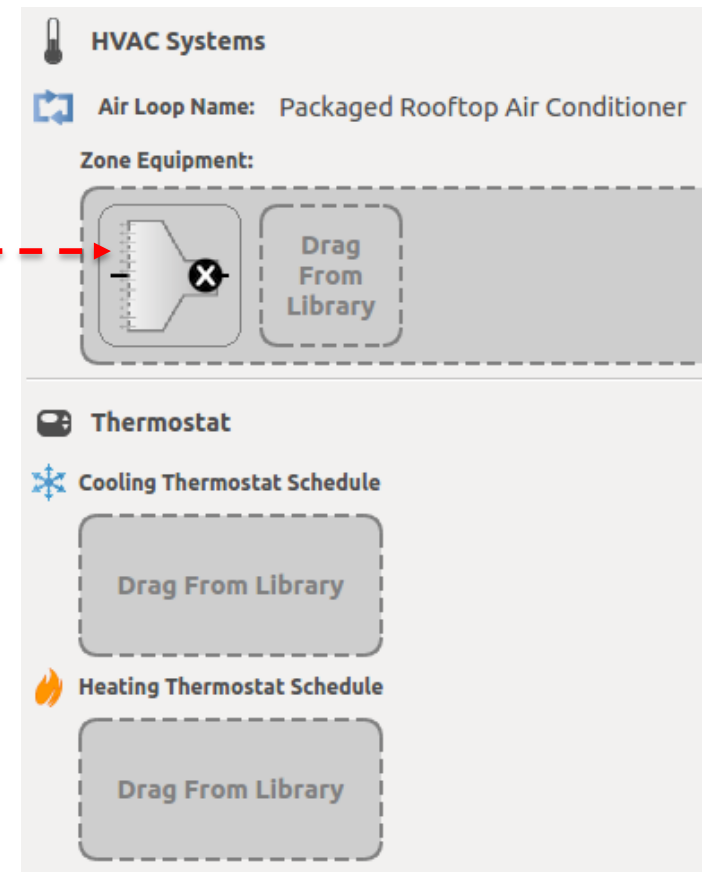 HVAC Systems
Air Loop Name: Packaged Rooftop Air Conditioner
Zone Equipment:
Drag
From
Library
Thermostat
Cooling Thermostat Schedule
Drag From Library
Heating Thermostat Schedule
Drag From Library